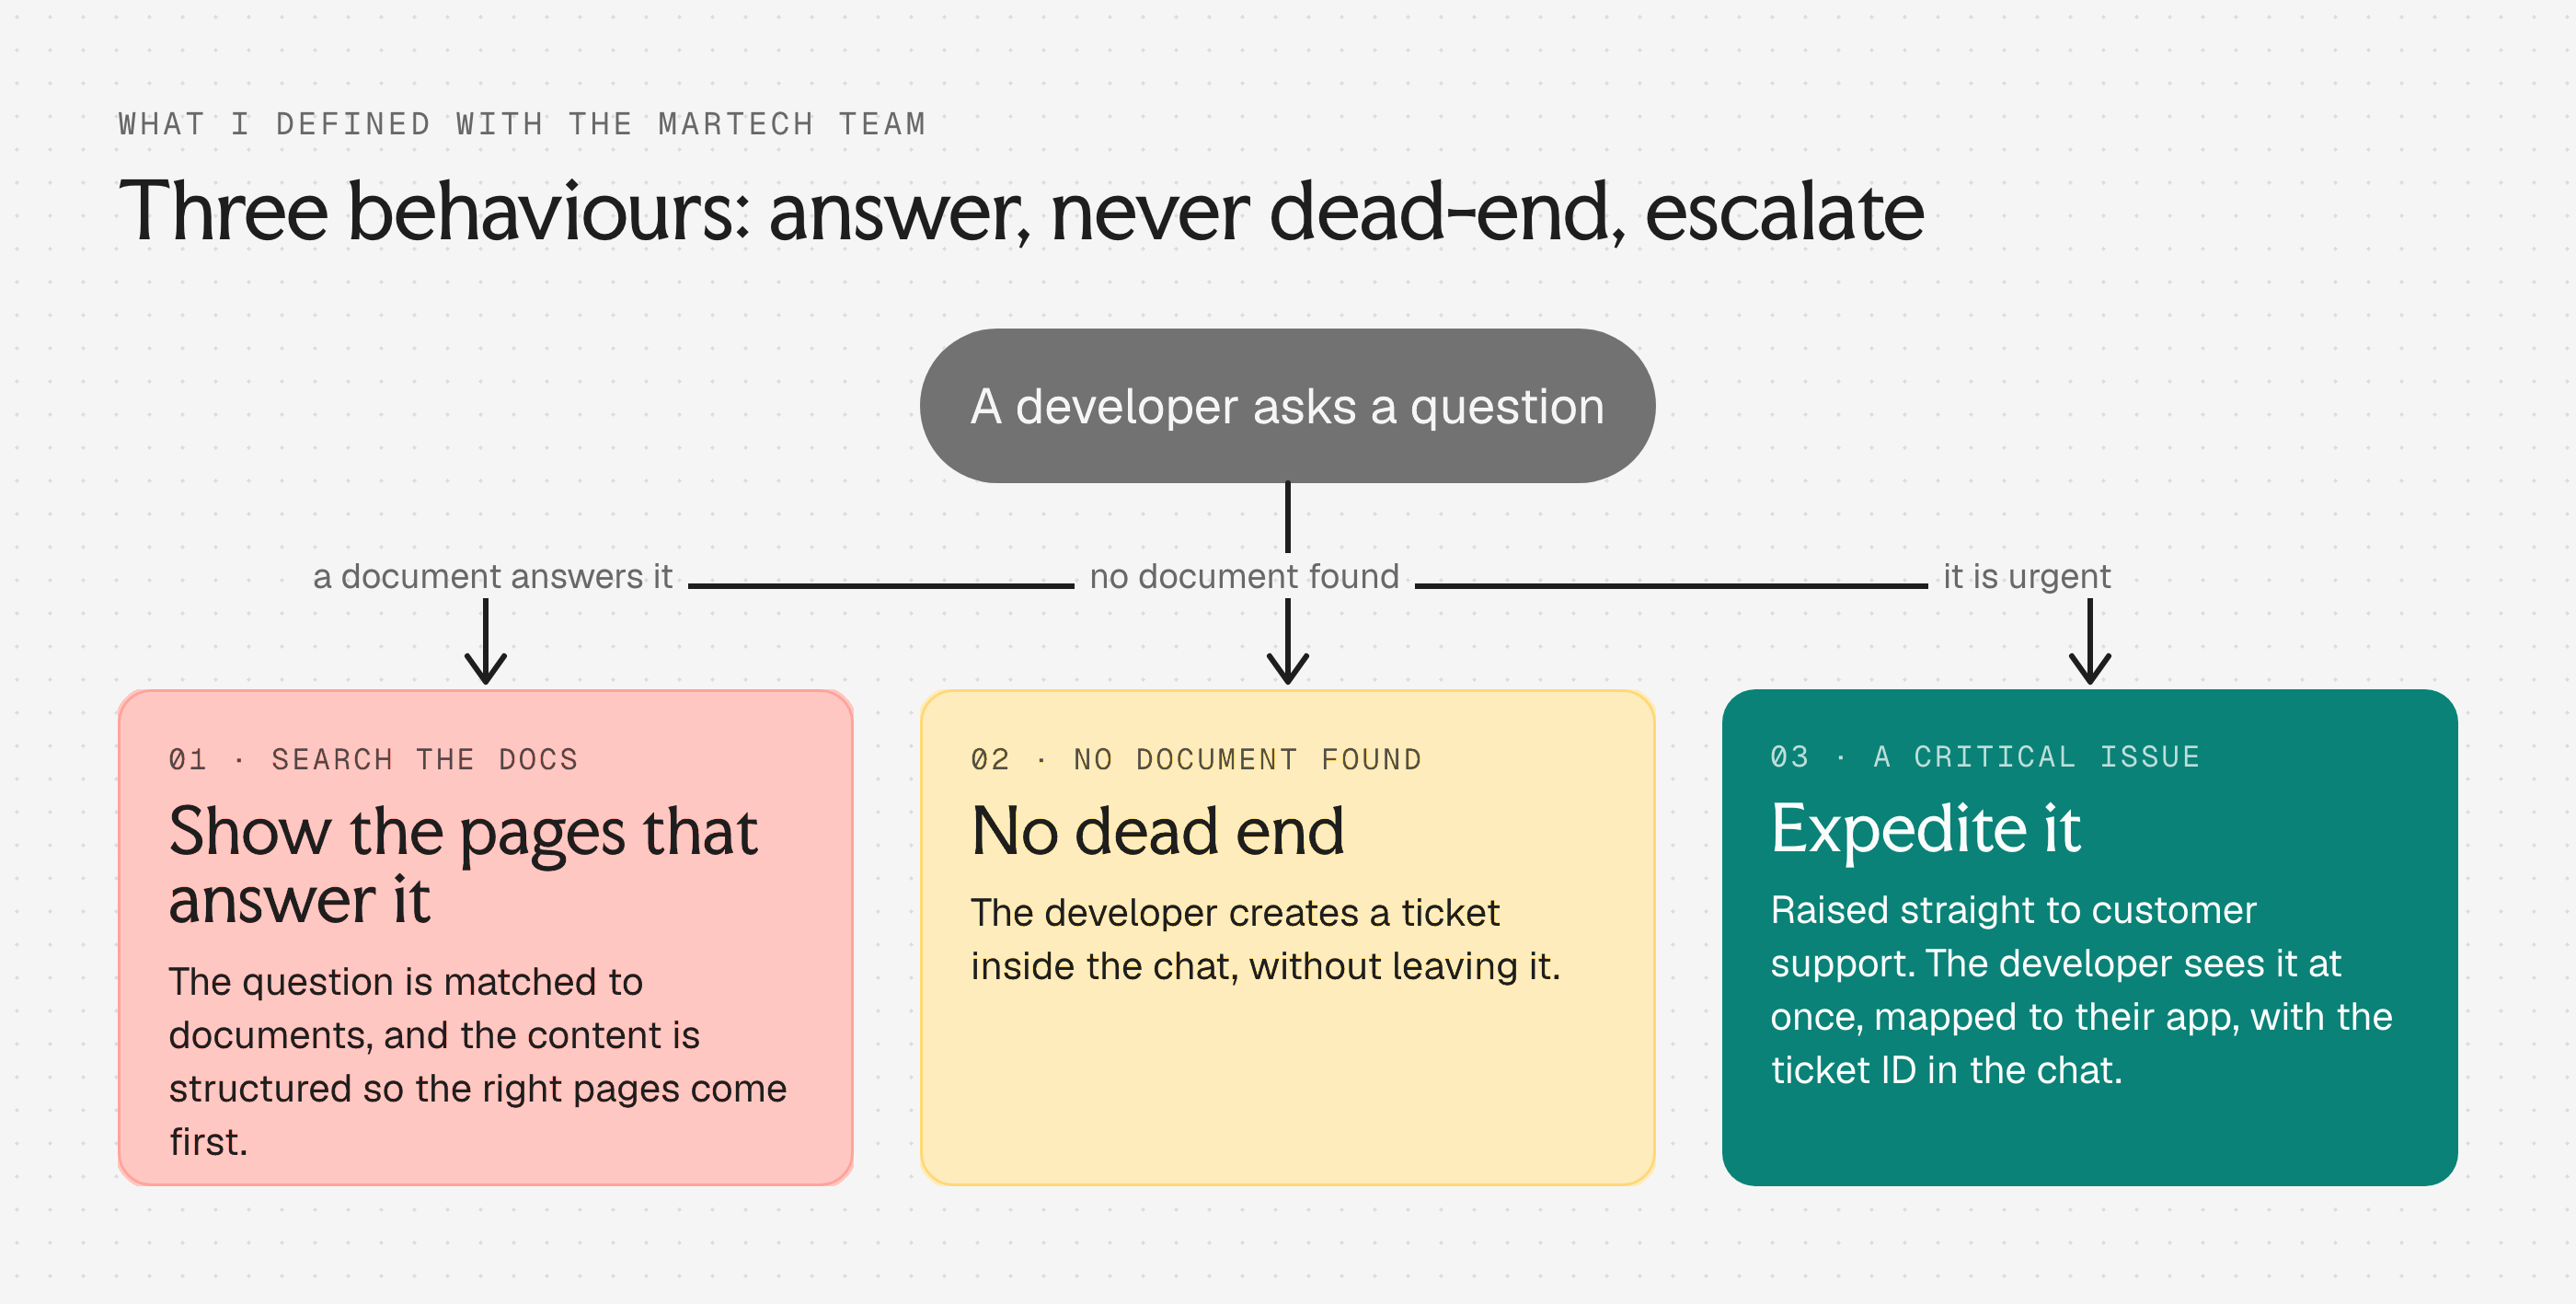 WHAT I DEFINED WITH THE MARTECH TEAM
Three behaviours: answer, never dead-end, escalate
A developer asks a question
a document answers it
no document found
it is urgent
01 · SEARCH THE DOCS
Show the pages that
answer it
The question is matched to
documents, and the content is
structured so the right pages come
first.
02 · NO DOCUMENT FOUND
No dead end
The developer creates a ticket
inside the chat, without leaving it.
03 · A CRITICAL ISSUE
Expedite it
Raised straight to customer
support. The developer sees it at
once, mapped to their app, with the
ticket ID in the chat.